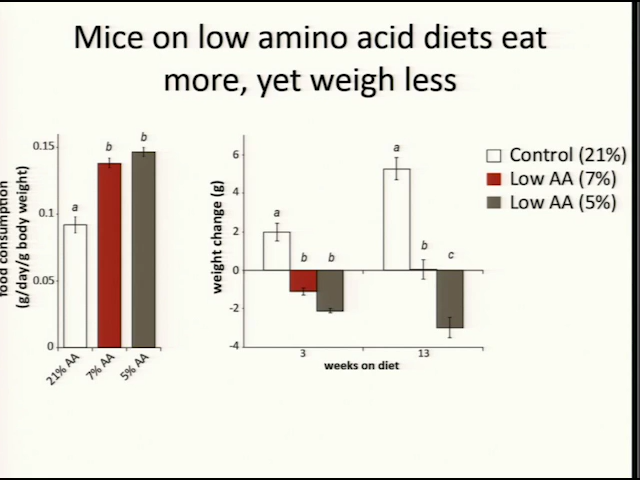 Mice on low amino acid diets eat
more, yet weigh less
food consumption
(g/day/g body weight)
0.15
0.1
0.05
0
a
b
b
21% AA
7% AA
5% AA
weight change (g)
6
4
2
0
-2
-4
a
b
b
a
b
c
3
13
weeks on diet
Control (21%)
Low AA (7%)
Low AA (5%)